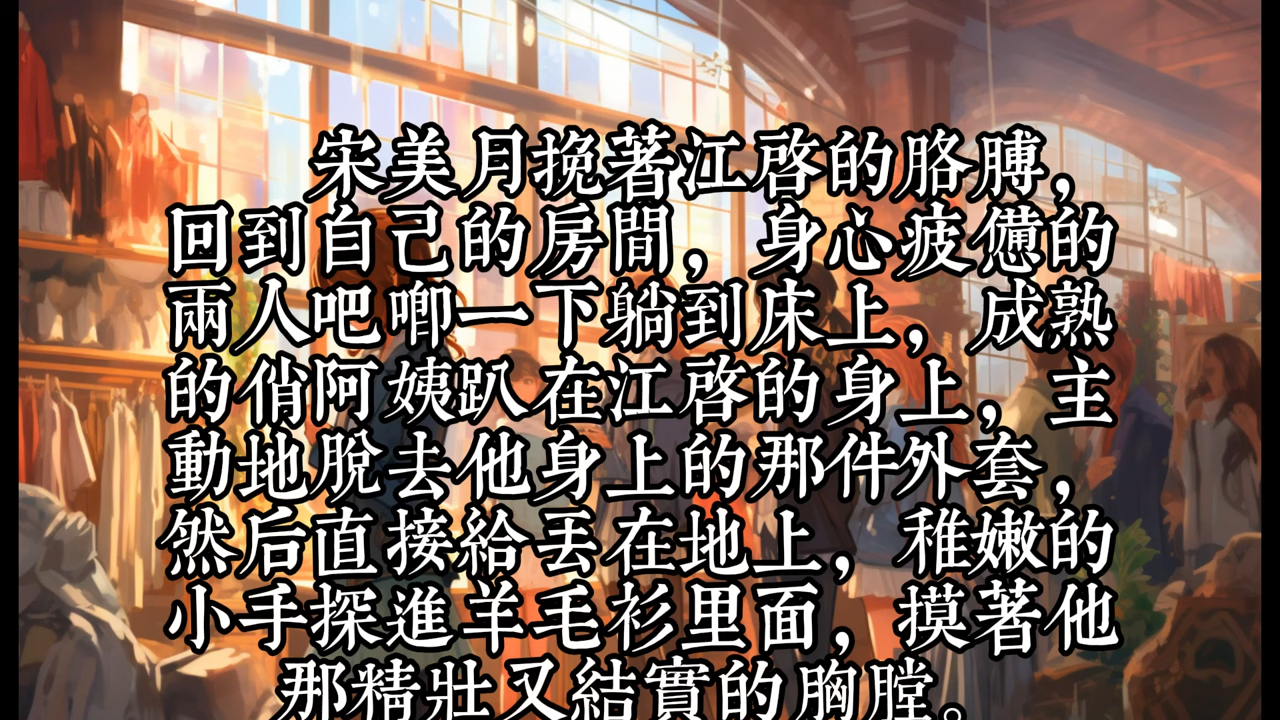 宋美月挽著江啓的胳膊，
回到自己的房間，身心疲憊的
兩人吧唧一下躺到床上，成熟
的俏阿姨趴在江啓的身上，主
動地脫去他身上的那件外套，
然后直接給丟在地上，稚嫩的
小手探進羊毛衫里面，摸著他
那精壯又結實的胸膛。